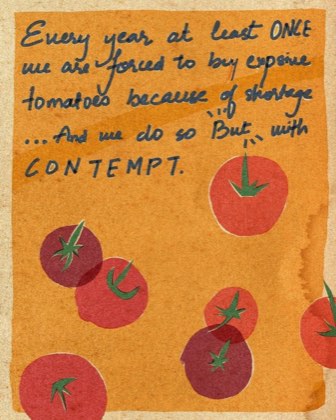 Every year at least ONCE
we are forced to buy expsive
tomatoes because of shortage
... And we do so But with
CONTEMPT.